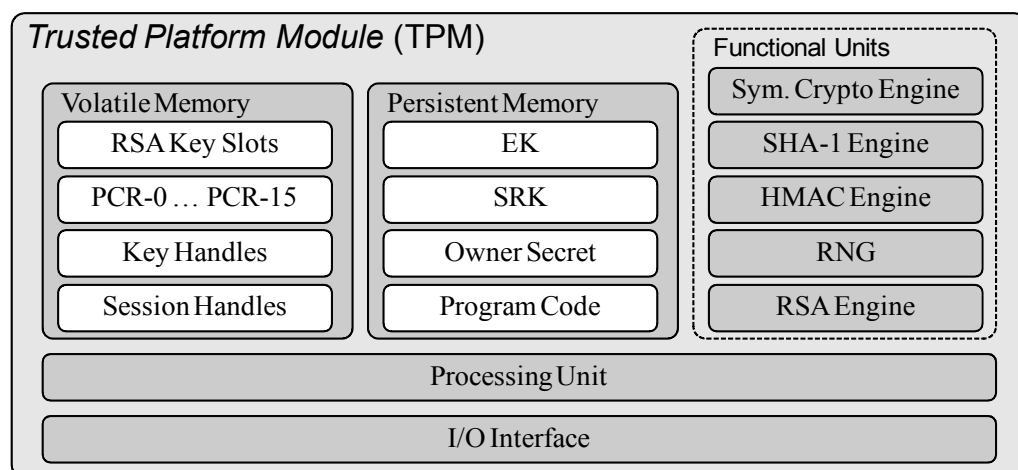 Trusted Platform Module (TPM)
Volatile Memory
RSA Key Slots
PCR-0 … PCR-15
Key Handles
Session Handles
Persistent Memory
EK
SRK
Owner Secret
Program Code
Functional Units
Sym. Crypto Engine
SHA-1 Engine
HMAC Engine
RNG
RSA Engine
Processing Unit
I/O Interface